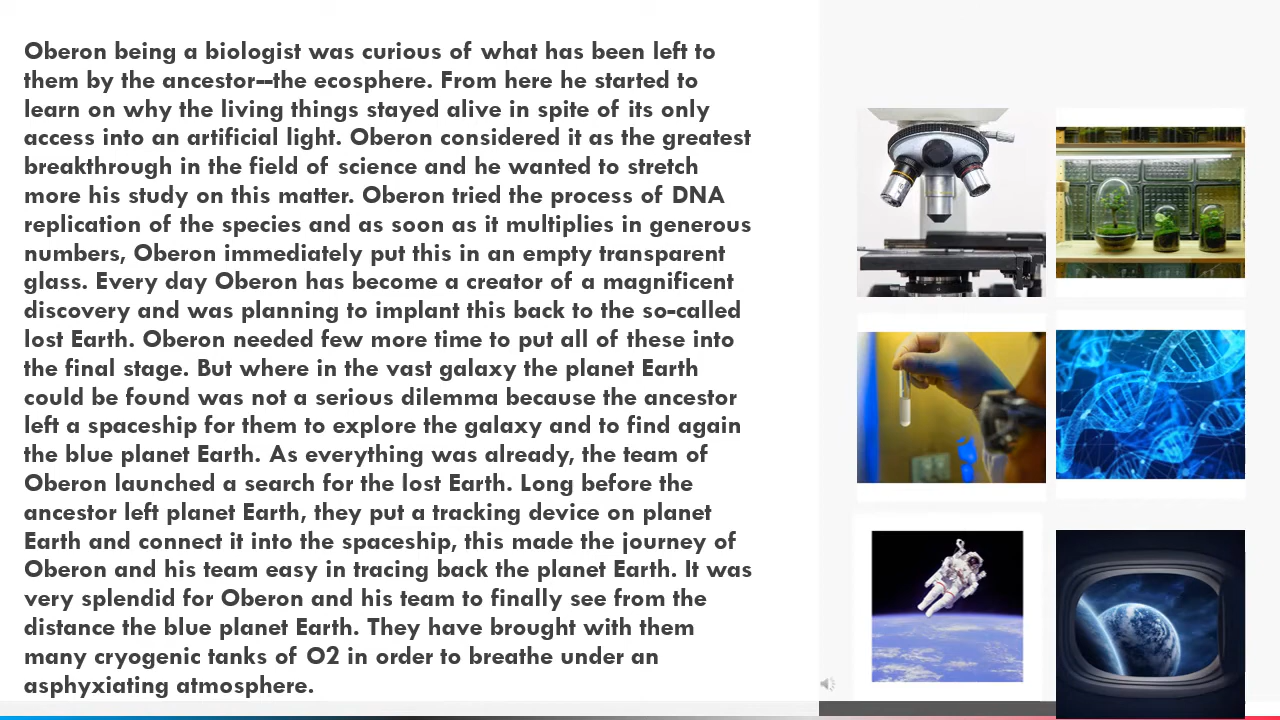 Oberon being a biologist was curious of what has been left to
them by the ancestor--the ecosphere. From here he started to
learn on why the living things stayed alive in spite of its only
access into an artificial light. Oberon considered it as the greatest
breakthrough in the field of science and he wanted to stretch
more his study on this matter. Oberon tried the process of DNA
replication of the species and as soon as it multiplies in generous
numbers, Oberon immediately put this in an empty transparent
glass. Every day Oberon has become a creator of a magnificent
discovery and was planning to implant this back to the so-called
lost Earth. Oberon needed few more time to put all of these into
the final stage. But where in the vast galaxy the planet Earth
could be found was not a serious dilemma because the ancestor
left a spaceship for them to explore the galaxy and to find again
the blue planet Earth. As everything was already, the team of
Oberon launched a search for the lost Earth. Long before the
ancestor left planet Earth, they put a tracking device on planet
Earth and connect it into the spaceship, this made the journey of
Oberon and his team easy in tracing back the planet Earth. It was
very splendid for Oberon and his team to finally see from the
distance the blue planet Earth. They have brought with them
many cryogenic tanks of O2 in order to breathe under an
asphyxiating atmosphere.